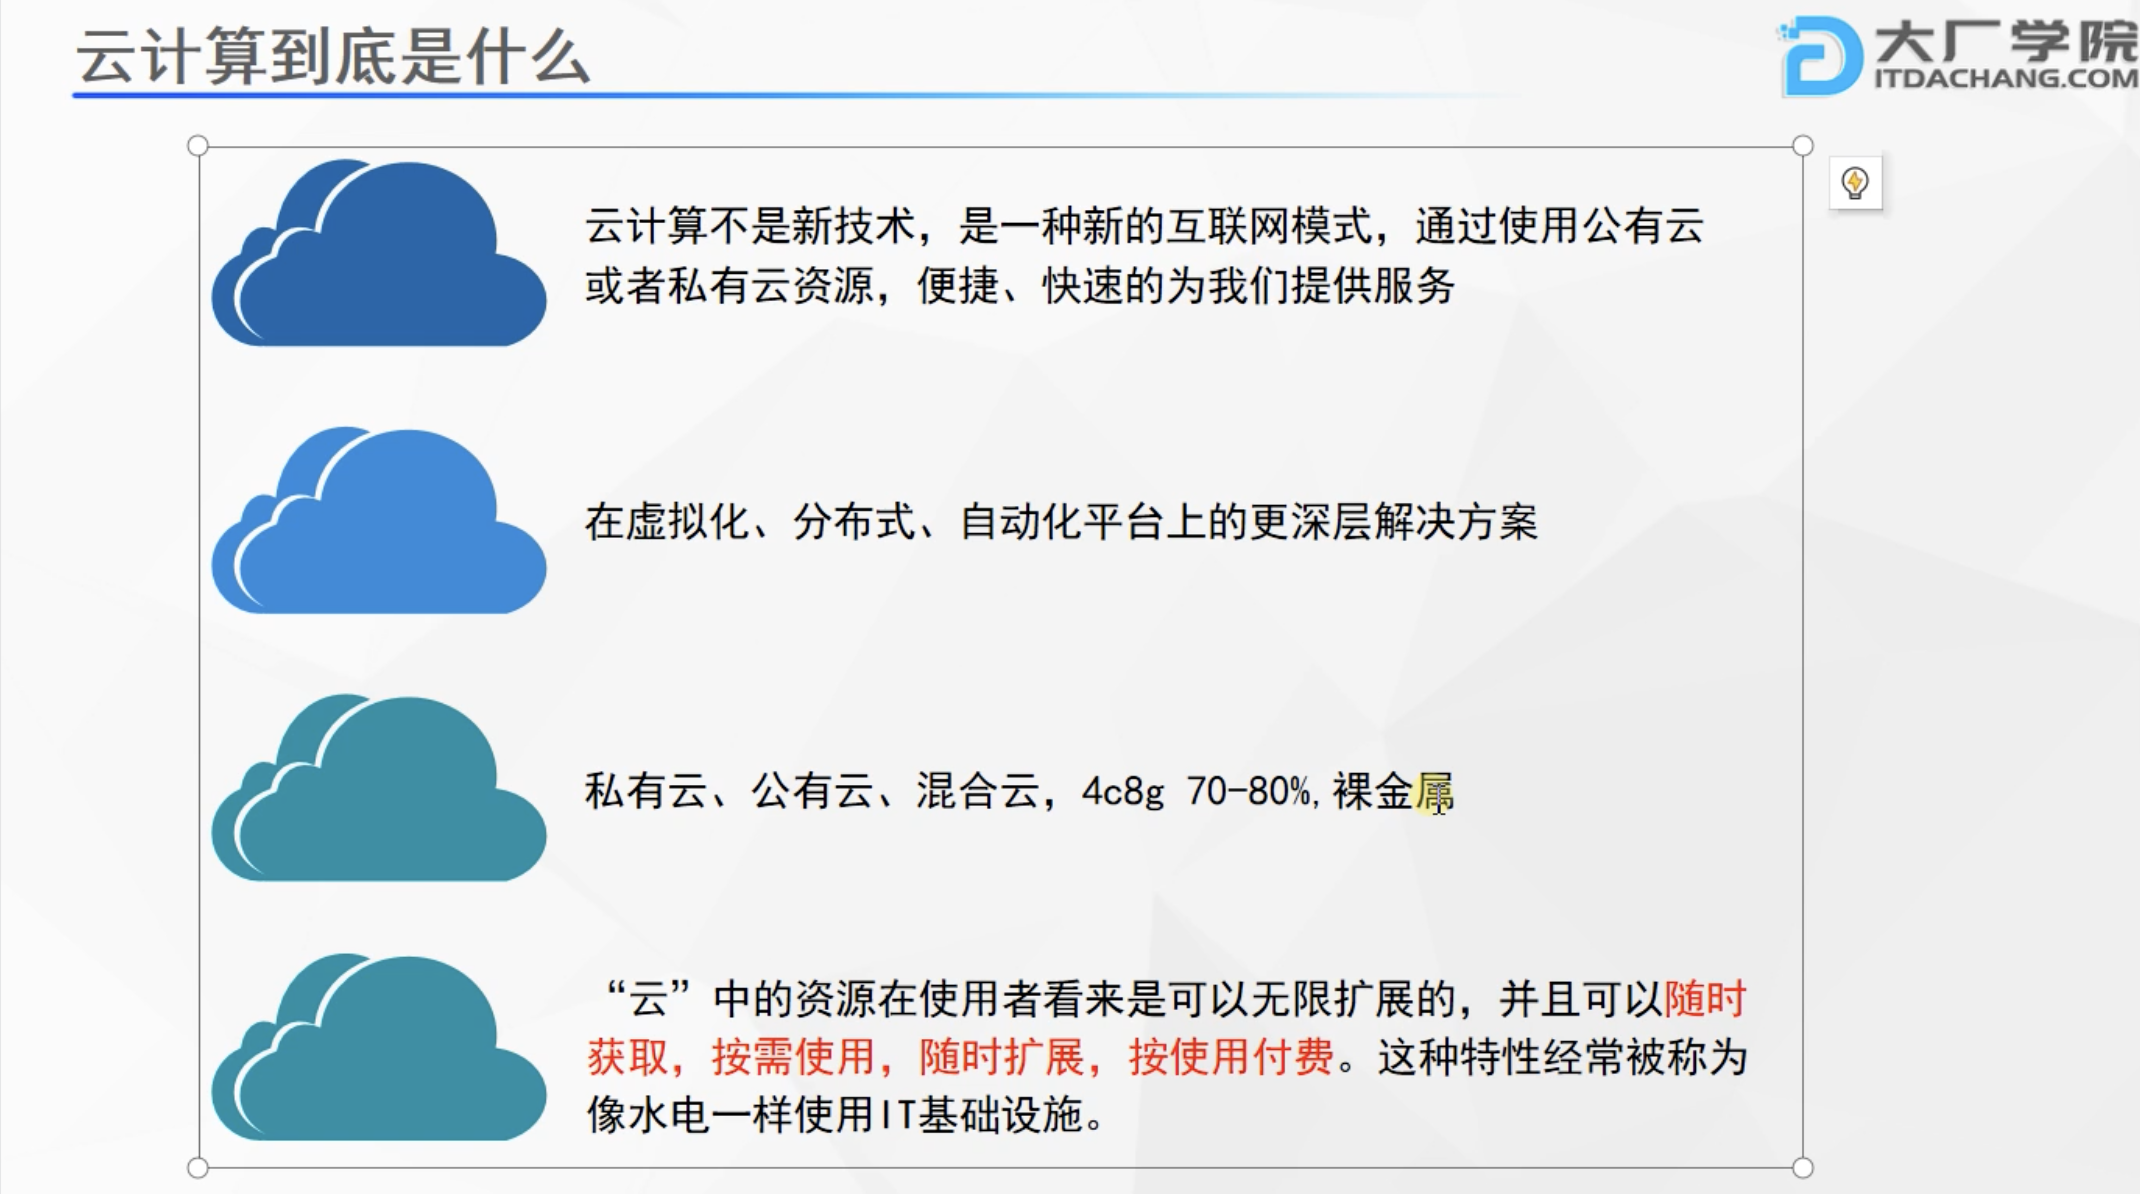 云计算到底是什么
大厂学院
ITDACHANG.COM
云计算不是新技术，是一种新的互联网模式，通过使用公有云
或者私有云资源，便捷、快速的为我们提供服务
在虚拟化、分布式、自动化平台上的更深层解决方案
私有云、公有云、混合云，4c8g 70-80%,裸金属
“云”中的资源在使用者看来是可以无限扩展的，并且可以随时
获取，按需使用，随时扩展，按使用付费。这种特性经常被称为
像水电一样使用IT基础设施。